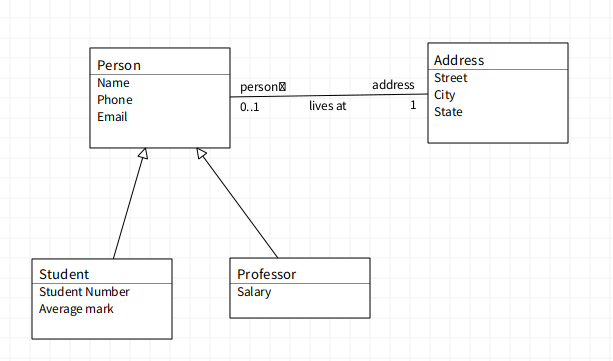 Person
Name
Phone
Email
person
address
0..1
lives at
1
Address
Street
City
State
Student
Student Number
Average mark
Professor
Salary